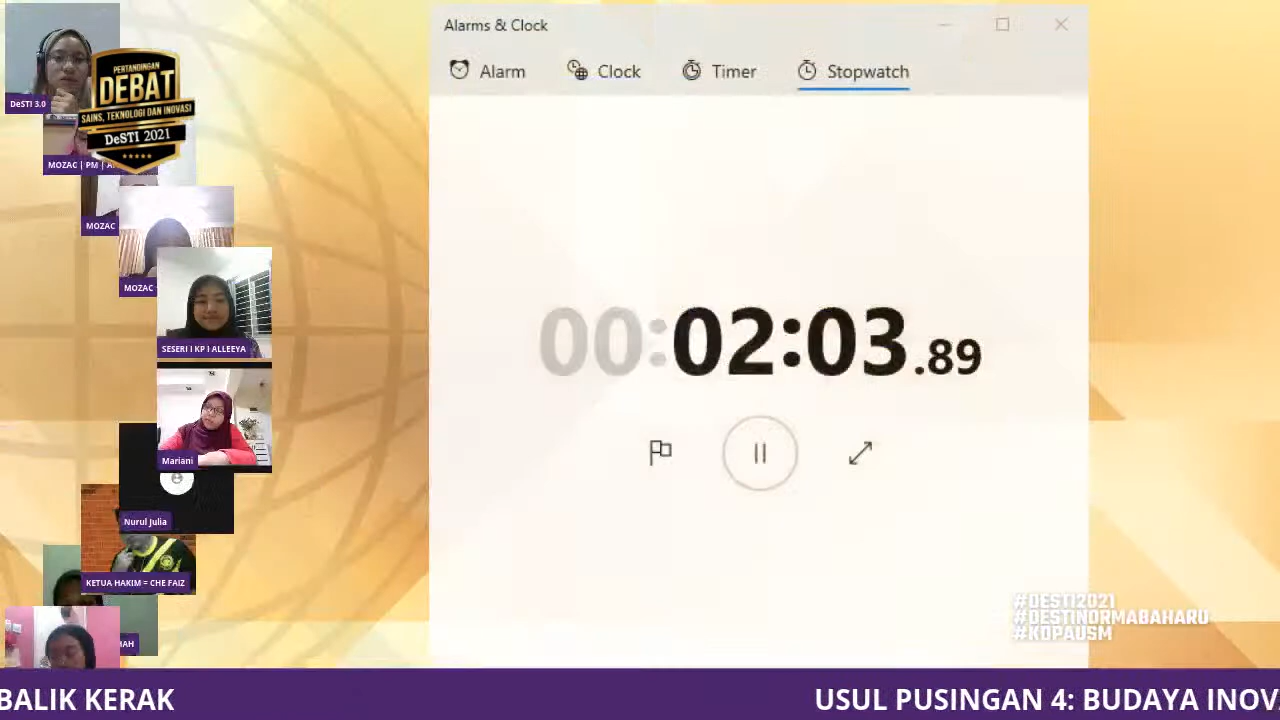 Alarms & Clock
Alarm
Clock
Timer
Stopwatch
DeSTI 3.0
PERTANDINGAN
DEBAT
SAINS, TEKNOLOGI DAN INOVASI
DeSTI 2021
MOZAC | PM |
MOZAC
MOZAC
SESERI I KP I ALLEEYA
00:02:03.89
Mariani
Nurul Julia
KETUA HAKIM = CHE FAIZ
#DESTI2021
#DESTINORMABAHARU
#KDPAUSM
BALIK KERAK
USUL PUSINGAN 4: BUDAYA INOV